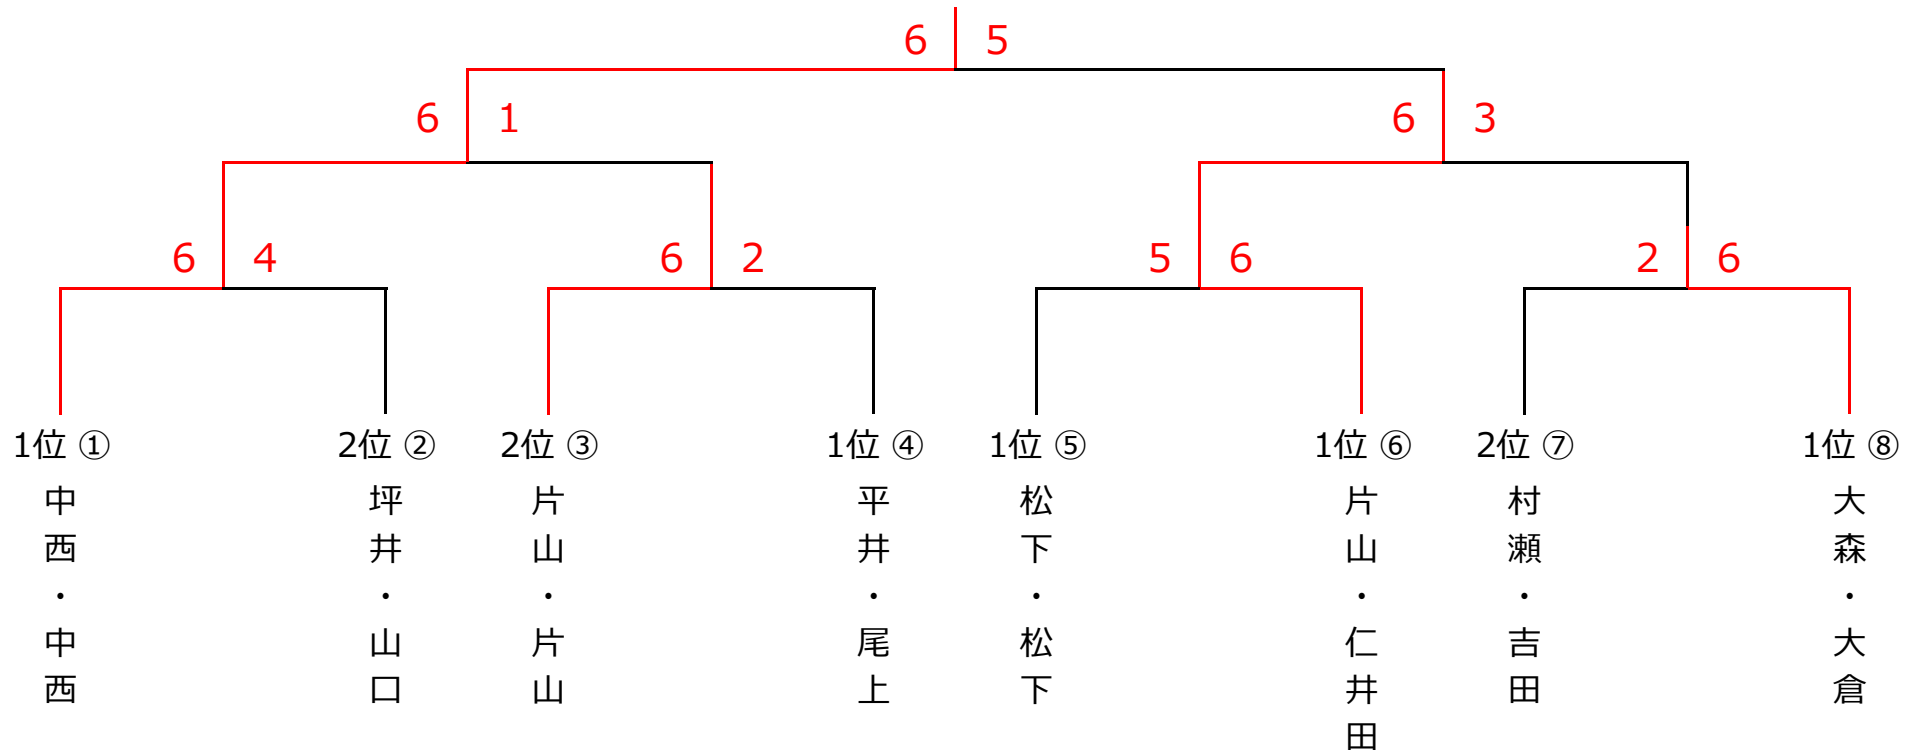 6 5
6 1
6 3
6 4
6 2
5 6
2 6
1位 ①
2位 ②
2位 ③
1位 ④
1位 ⑤
1位 ⑥
2位 ⑦
1位 ⑧
中西・中西
坪井・山口
片山・片山
平井・尾上
松下・松下
片山・仁井田
村瀬・吉田
大森・大倉